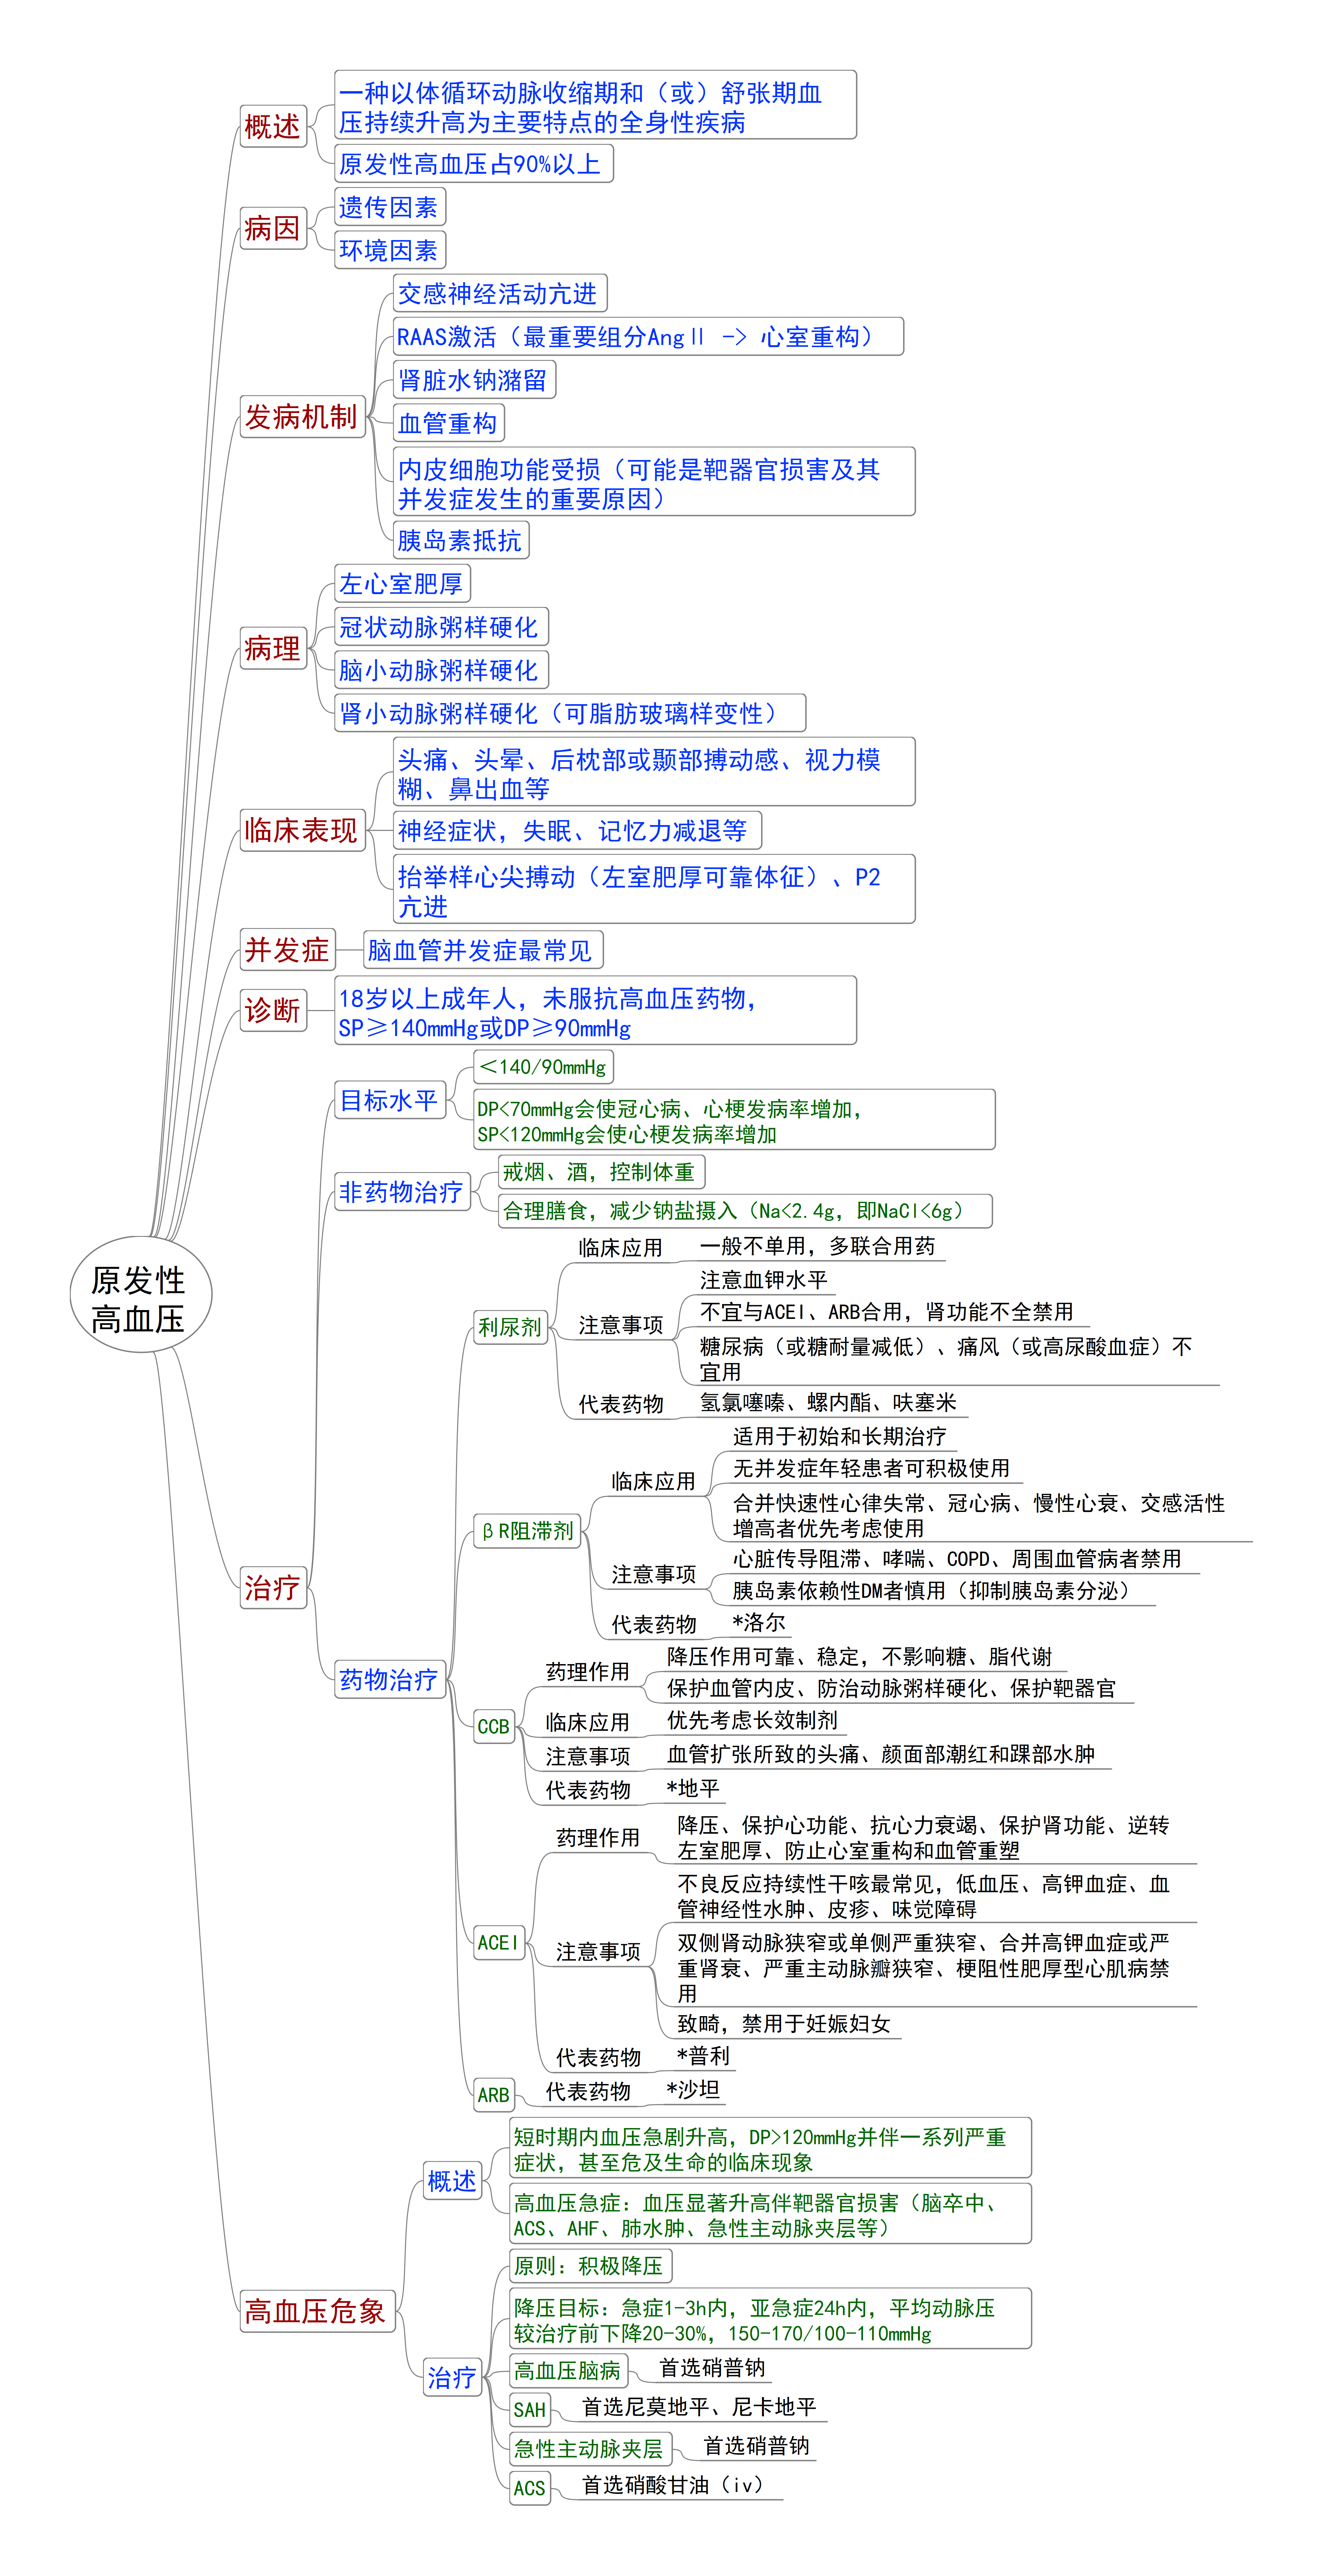 概述
一种以体循环动脉收缩期和（或）舒张期血
压持续升高为主要特点的全身性疾病
原发性高血压占90%以上
病因
遗传因素
环境因素
发病机制
交感神经活动亢进
RAAS激活（最重要组分AngⅡ -> 心室重构）
肾脏水钠潴留
血管重构
内皮细胞功能受损（可能是靶器官损害及其
并发症发生的重要原因）
胰岛素抵抗
病理
左心室肥厚
冠状动脉粥样硬化
脑小动脉粥样硬化
肾小动脉粥样硬化（可脂肪玻璃样变性）
临床表现
头痛、头晕、后枕部或颞部搏动感、视力模
糊、鼻出血等
神经症状，失眠、记忆力减退等
抬举样心尖搏动（左室肥厚可靠体征）、P2
亢进
并发症
脑血管并发症最常见
诊断
18岁以上成年人，未服抗高血压药物，
SP≥140mmHg或DP≥90mmHg
原发性
高血压
治疗
目标水平
＜140/90mmHg
DP<70mmHg会使冠心病、心梗发病率增加，
SP<120mmHg会使心梗发病率增加
非药物治疗
戒烟、酒，控制体重
合理膳食，减少钠盐摄入（Na<2.4g，即NaCl<6g）
药物治疗
利尿剂
临床应用
一般不单用，多联合用药
注意事项
注意血钾水平
不宜与ACEI、ARB合用，肾功能不全禁用
糖尿病（或糖耐量减低）、痛风（或高尿酸血症）不
宜用
代表药物
氢氯噻嗪、螺内酯、呋塞米
βR阻滞剂
临床应用
适用于初始和长期治疗
无并发症年轻患者可积极使用
合并快速性心律失常、冠心病、慢性心衰、交感活性
增高者优先考虑使用
注意事项
心脏传导阻滞、哮喘、COPD、周围血管病者禁用
胰岛素依赖性DM者慎用（抑制胰岛素分泌）
代表药物
*洛尔
CCB
药理作用
降压作用可靠、稳定，不影响糖、脂代谢
保护血管内皮、防治动脉粥样硬化、保护靶器官
临床应用
优先考虑长效制剂
注意事项
血管扩张所致的头痛、颜面部潮红和踝部水肿
代表药物
*地平
ACEI
药理作用
降压、保护心功能、抗心力衰竭、保护肾功能、逆转
左室肥厚、防止心室重构和血管重塑
注意事项
不良反应持续性干咳最常见，低血压、高钾血症、血
管神经性水肿、皮疹、味觉障碍
双侧肾动脉狭窄或单侧严重狭窄、合并高钾血症或严
重肾衰、严重主动脉瓣狭窄、梗阻性肥厚型心肌病禁
用
致畸，禁用于妊娠妇女
代表药物
*普利
ARB
代表药物
*沙坦
高血压危象
概述
短时期内血压急剧升高，DP>120mmHg并伴一系列严重
症状，甚至危及生命的临床现象
高血压急症：血压显著升高伴靶器官损害（脑卒中、
ACS、AHF、肺水肿、急性主动脉夹层等）
治疗
原则：积极降压
降压目标：急症1-3h内，亚急症24h内，平均动脉压
较治疗前下降20-30%，150-170/100-110mmHg
高血压脑病
首选硝普钠
SAH
首选尼莫地平、尼卡地平
急性主动脉夹层
首选硝普钠
ACS
首选硝酸甘油（iv）